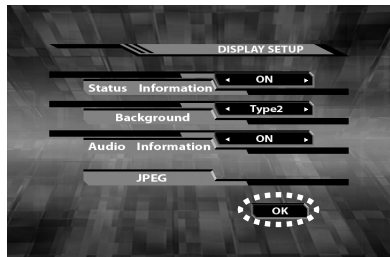 DISPLAY SETUP
Status Information ON
Background Type2
Audio Information ON
JPEG
OK